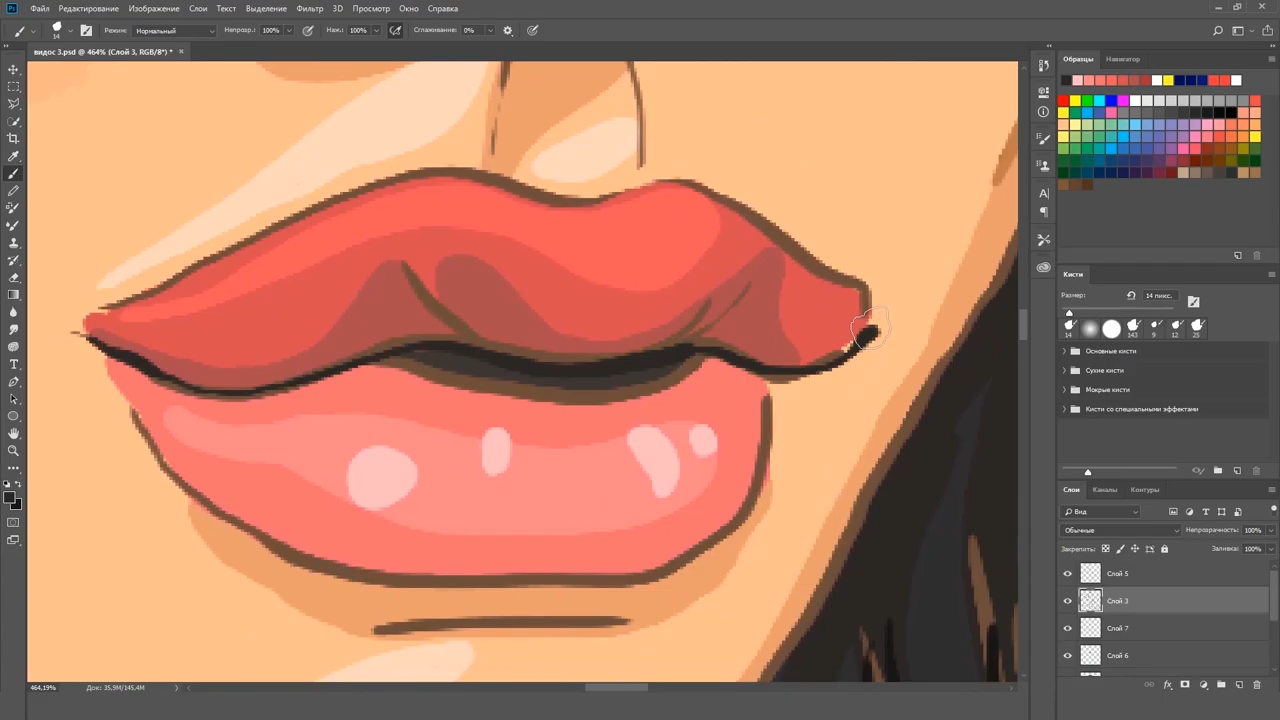 Файл Редактирование Изображение Слои Текст Выделение Фильтр 3D Просмотр Окно Справка
14 Режим: Нормальный Непрозр.: 100% Наж.: 100% Сглаживание: 0%
видос 3.psd @ 464% (Слой 3, RGB/8*) *
Образцы Навигатор
Кисти
Размер: 14 пикс.
14 143 9 12 25
Основные кисти
Сухие кисти
Мокрые кисти
Кисти со специальными эффектами
Слои Каналы Контуры
Вид
Обычные Непрозрачность: 100%
Закрепить: Заливка: 100%
Слой 5
Слой 3
Слой 7
Слой 6
464,19% Док: 35,9M/145,4M